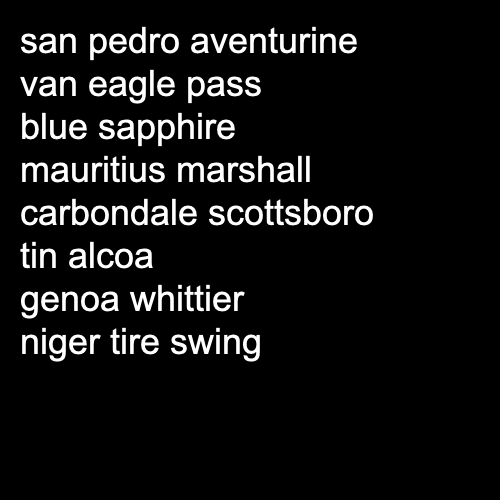 san pedro aventurine
van eagle pass
blue sapphire
mauritius marshall
carbondale scottsboro
tin alcoa
genoa whittier
niger tire swing